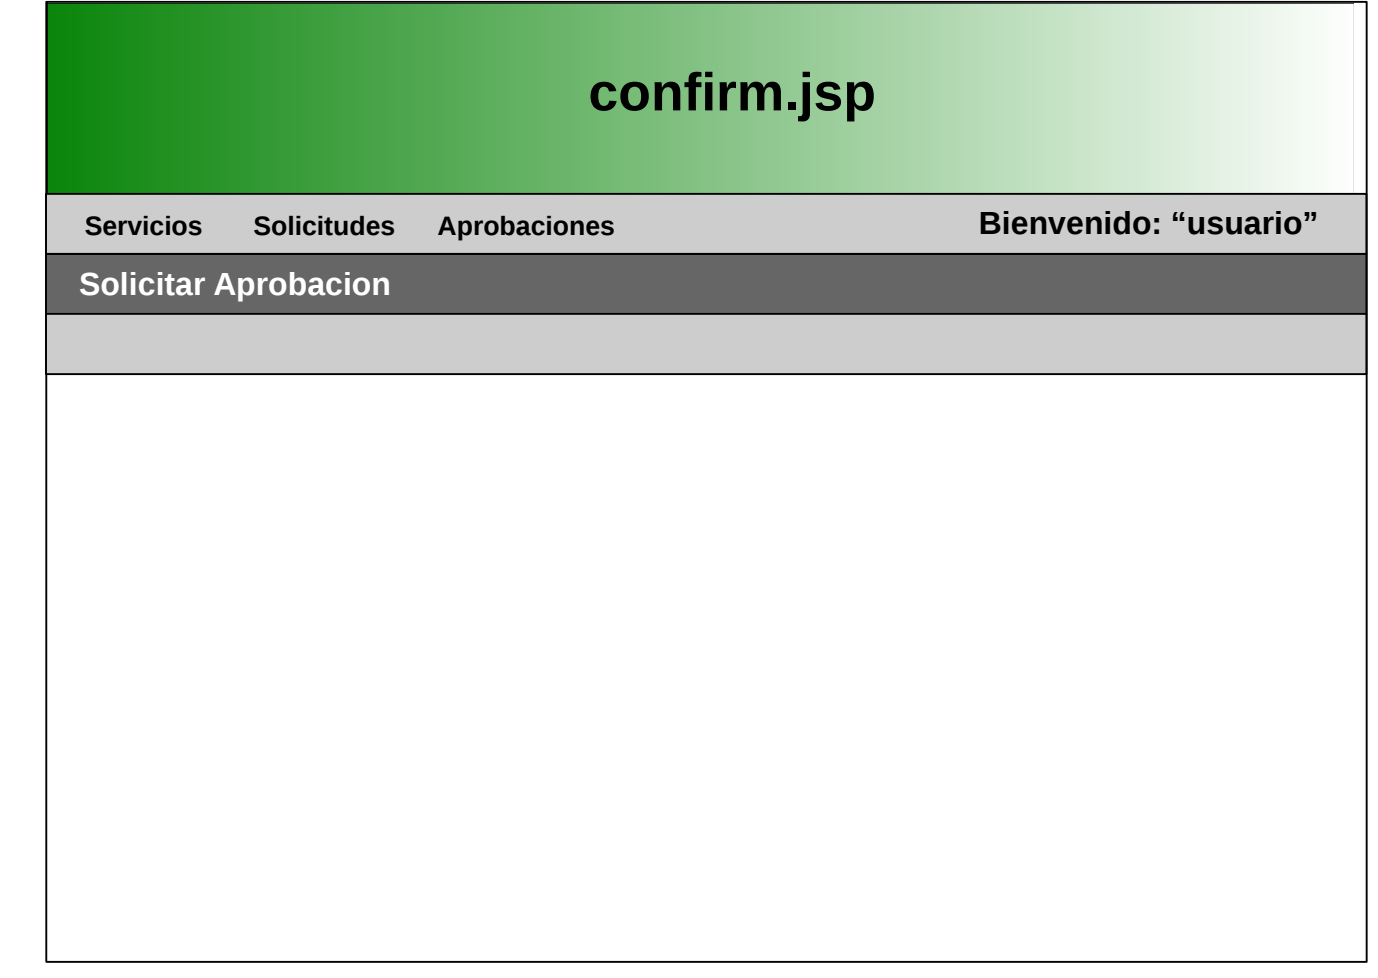 confirm.jsp
Servicios Solicitudes Aprobaciones Bienvenido: “usuario”
Solicitar Aprobacion